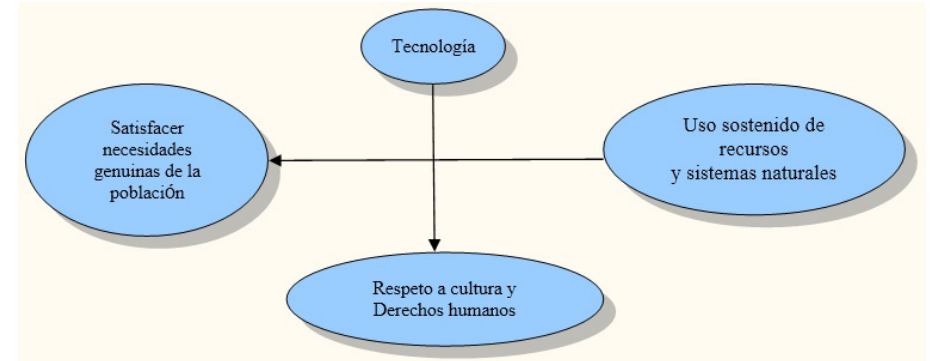 Tecnología
Satisfacer
necesidades
genuinas de la
población
Uso sostenido de
recursos
y sistemas naturales
Respeto a cultura y
Derechos humanos